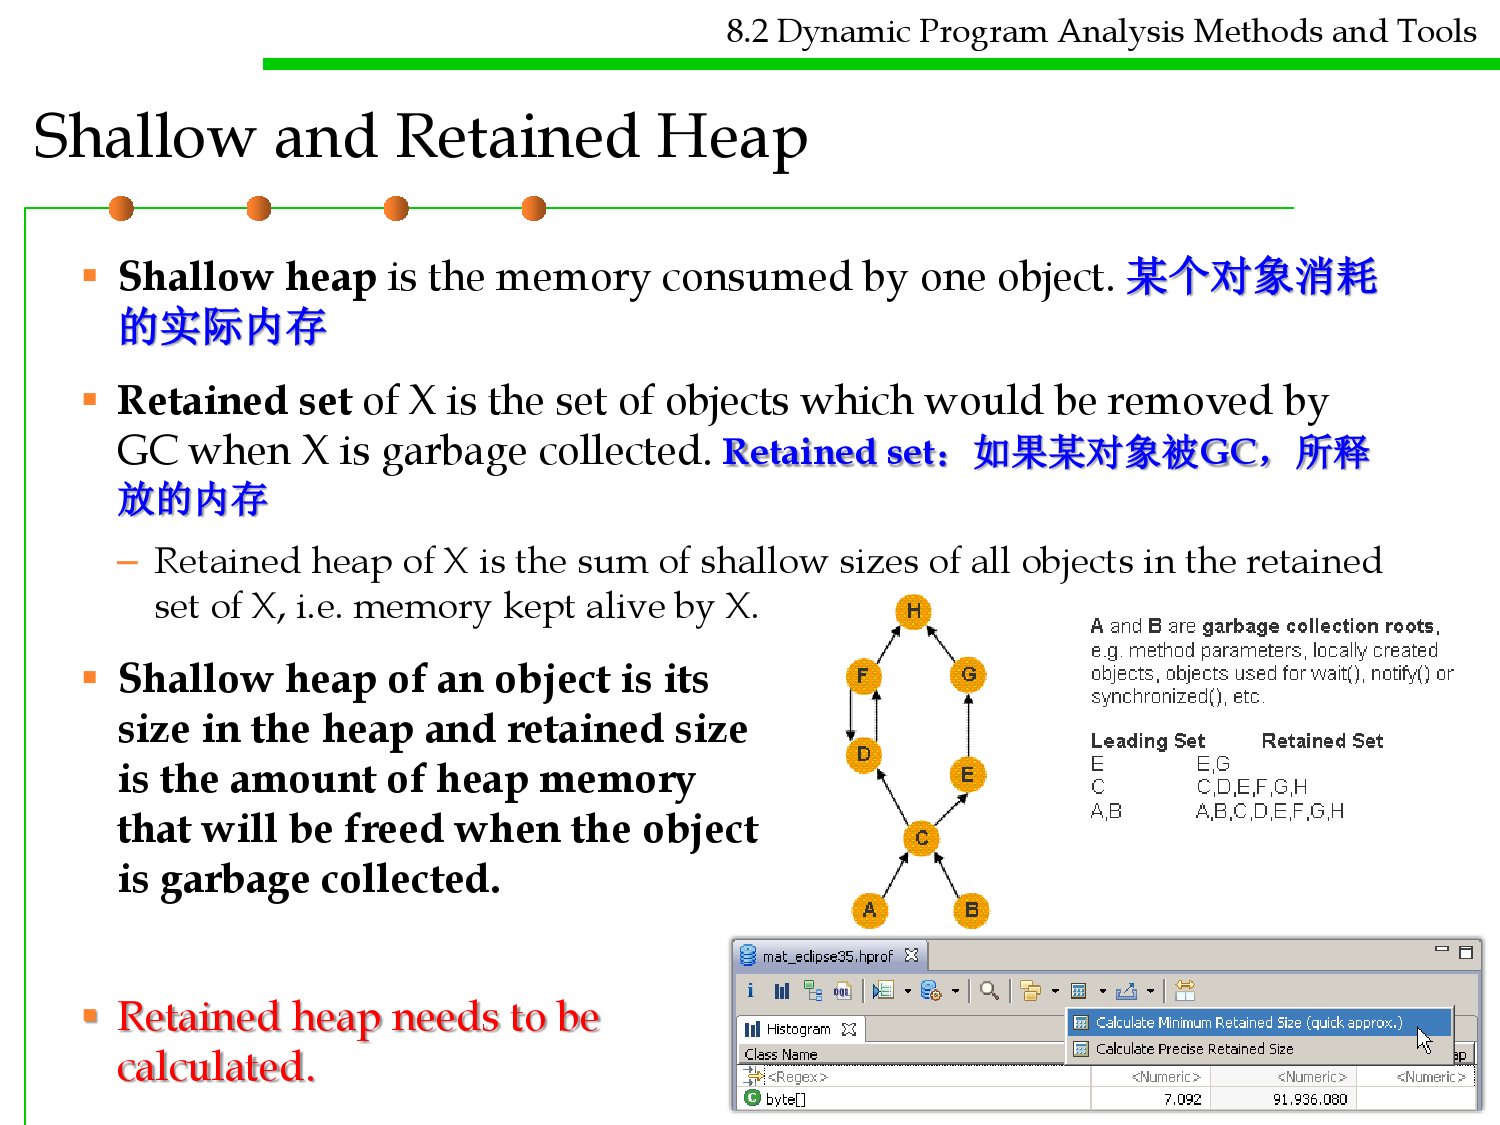 8.2 Dynamic Program Analysis Methods and Tools
Shallow and Retained Heap
Shallow heap is the memory consumed by one object. 某个对象消耗
的实际内存
Retained set of X is the set of objects which would be removed by
GC when X is garbage collected. Retained set：如果某对象被GC，所释
放的内存
– Retained heap of X is the sum of shallow sizes of all objects in the retained
set of X, i.e. memory kept alive by X.
Shallow heap of an object is its
size in the heap and retained size
is the amount of heap memory
that will be freed when the object
is garbage collected.
Retained heap needs to be
calculated.
H
F
G
D
E
C
A
B
A and B are garbage collection roots,
e.g. method parameters, locally created
objects, objects used for wait(), notify() or
synchronized(), etc.
Leading Set Retained Set
E E,G
C C,D,E,F,G,H
A,B A,B,C,D,E,F,G,H
mat_eclipse35.hprof
i OQL
Histogram
Calculate Minimum Retained Size (quick approx.)
Calculate Precise Retained Size
Class Name ap
<Regex> <Numeric> <Numeric> <Numeric>
C byte[] 7.092 91.936.080